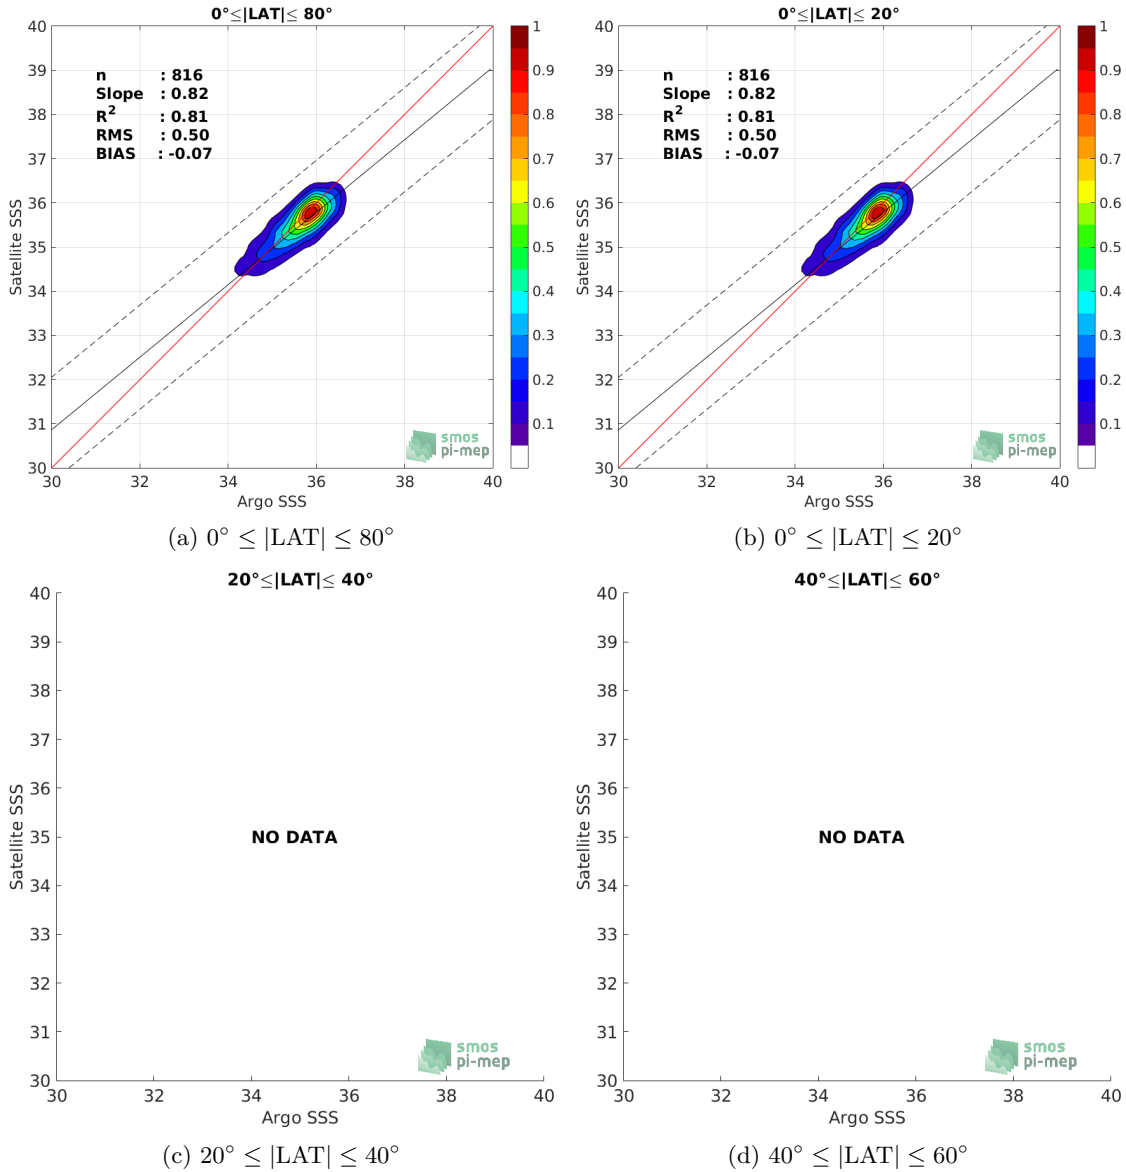 0°≤|LAT|≤ 80°
40
39
38
37
36
35
34
33
32
31
30
Satellite SSS
n : 816
Slope : 0.82
R² : 0.81
RMS : 0.50
BIAS : -0.07
smos
pi-mep
30 32 34 36 38 40
Argo SSS
1
0.9
0.8
0.7
0.6
0.5
0.4
0.3
0.2
0.1
(a) 0° ≤ |LAT| ≤ 80°
0°≤|LAT|≤ 20°
40
39
38
37
36
35
34
33
32
31
30
Satellite SSS
n : 816
Slope : 0.82
R² : 0.81
RMS : 0.50
BIAS : -0.07
smos
pi-mep
30 32 34 36 38 40
Argo SSS
1
0.9
0.8
0.7
0.6
0.5
0.4
0.3
0.2
0.1
(b) 0° ≤ |LAT| ≤ 20°
20°≤|LAT|≤ 40°
40
39
38
37
36
35
34
33
32
31
30
Satellite SSS
NO DATA
smos
pi-mep
30 32 34 36 38 40
Argo SSS
(c) 20° ≤ |LAT| ≤ 40°
40°≤|LAT|≤ 60°
40
39
38
37
36
35
34
33
32
31
30
Satellite SSS
NO DATA
smos
pi-mep
30 32 34 36 38 40
Argo SSS
(d) 40° ≤ |LAT| ≤ 60°